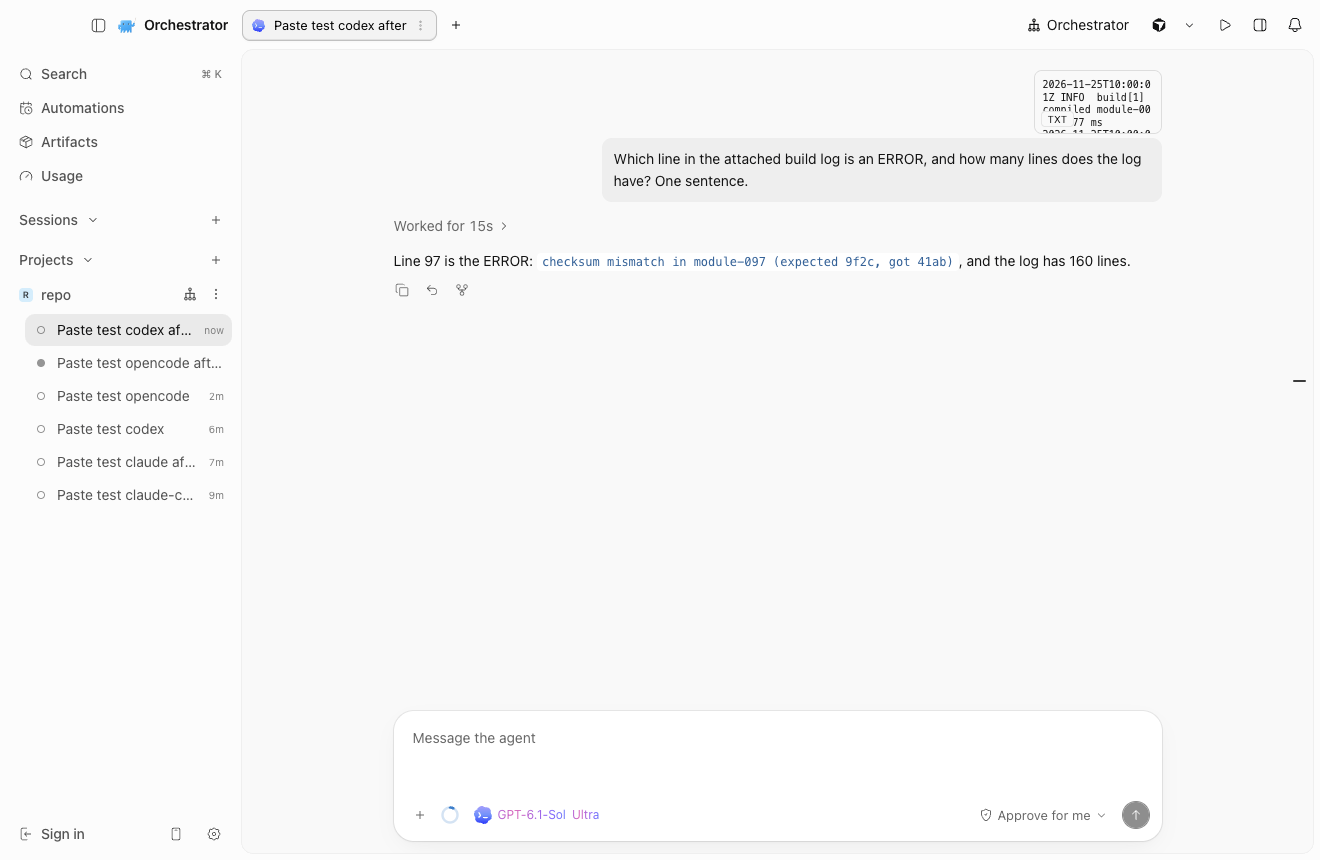 Orchestrator
Paste test codex after
Orchestrator
Search
⌘ K
Automations
Artifacts
Usage
Sessions
Projects
R
repo
Paste test codex af...
now
Paste test opencode aft...
Paste test opencode
2m
Paste test codex
6m
Paste test claude af...
7m
Paste test claude-c...
9m
Sign in
2026-11-25T10:00:0
1Z INFO build[1]
compiled module-00
TXT
77 ms
2026-11-25T10:00:0
Which line in the attached build log is an ERROR, and how many lines does the log
have? One sentence.
Worked for 15s
Line 97 is the ERROR: checksum mismatch in module-097 (expected 9f2c, got 41ab) , and the log has 160 lines.
Message the agent
GPT-6.1-Sol Ultra
Approve for me